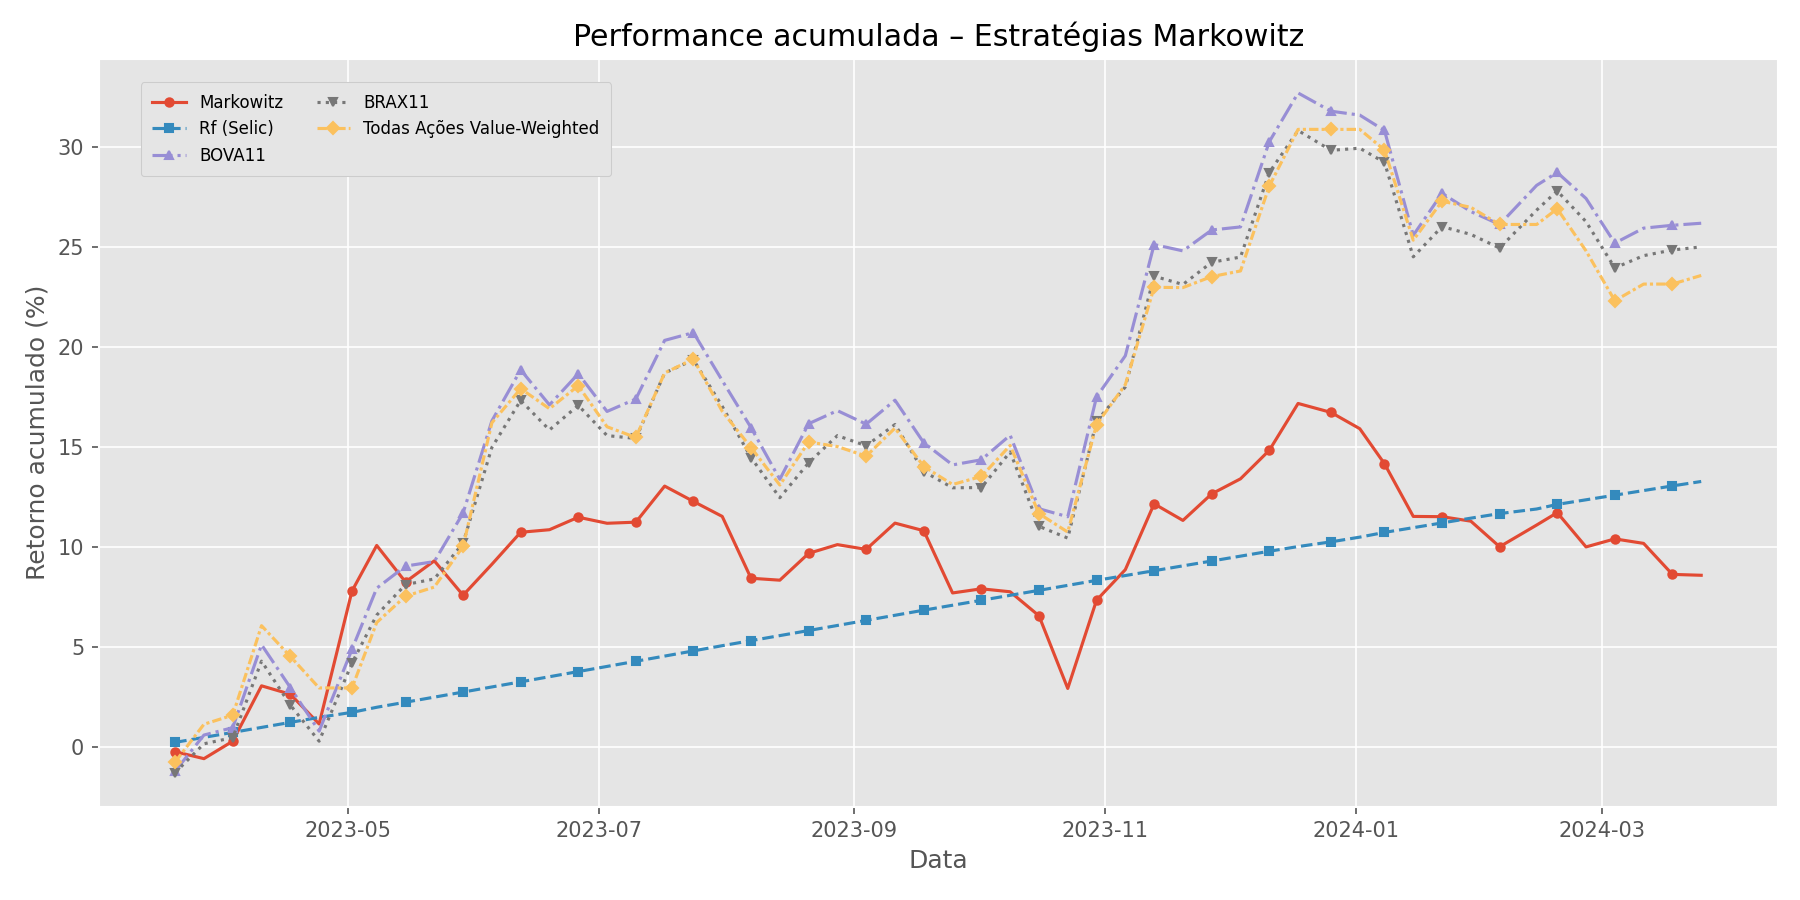 Performance acumulada – Estratégias Markowitz
Markowitz
Rf (Selic)
BOVA11
BRAX11
Todas Ações Value-Weighted
Retorno acumulado (%)
30
25
20
15
10
5
0
2023-05
2023-07
2023-09
2023-11
2024-01
2024-03
Data